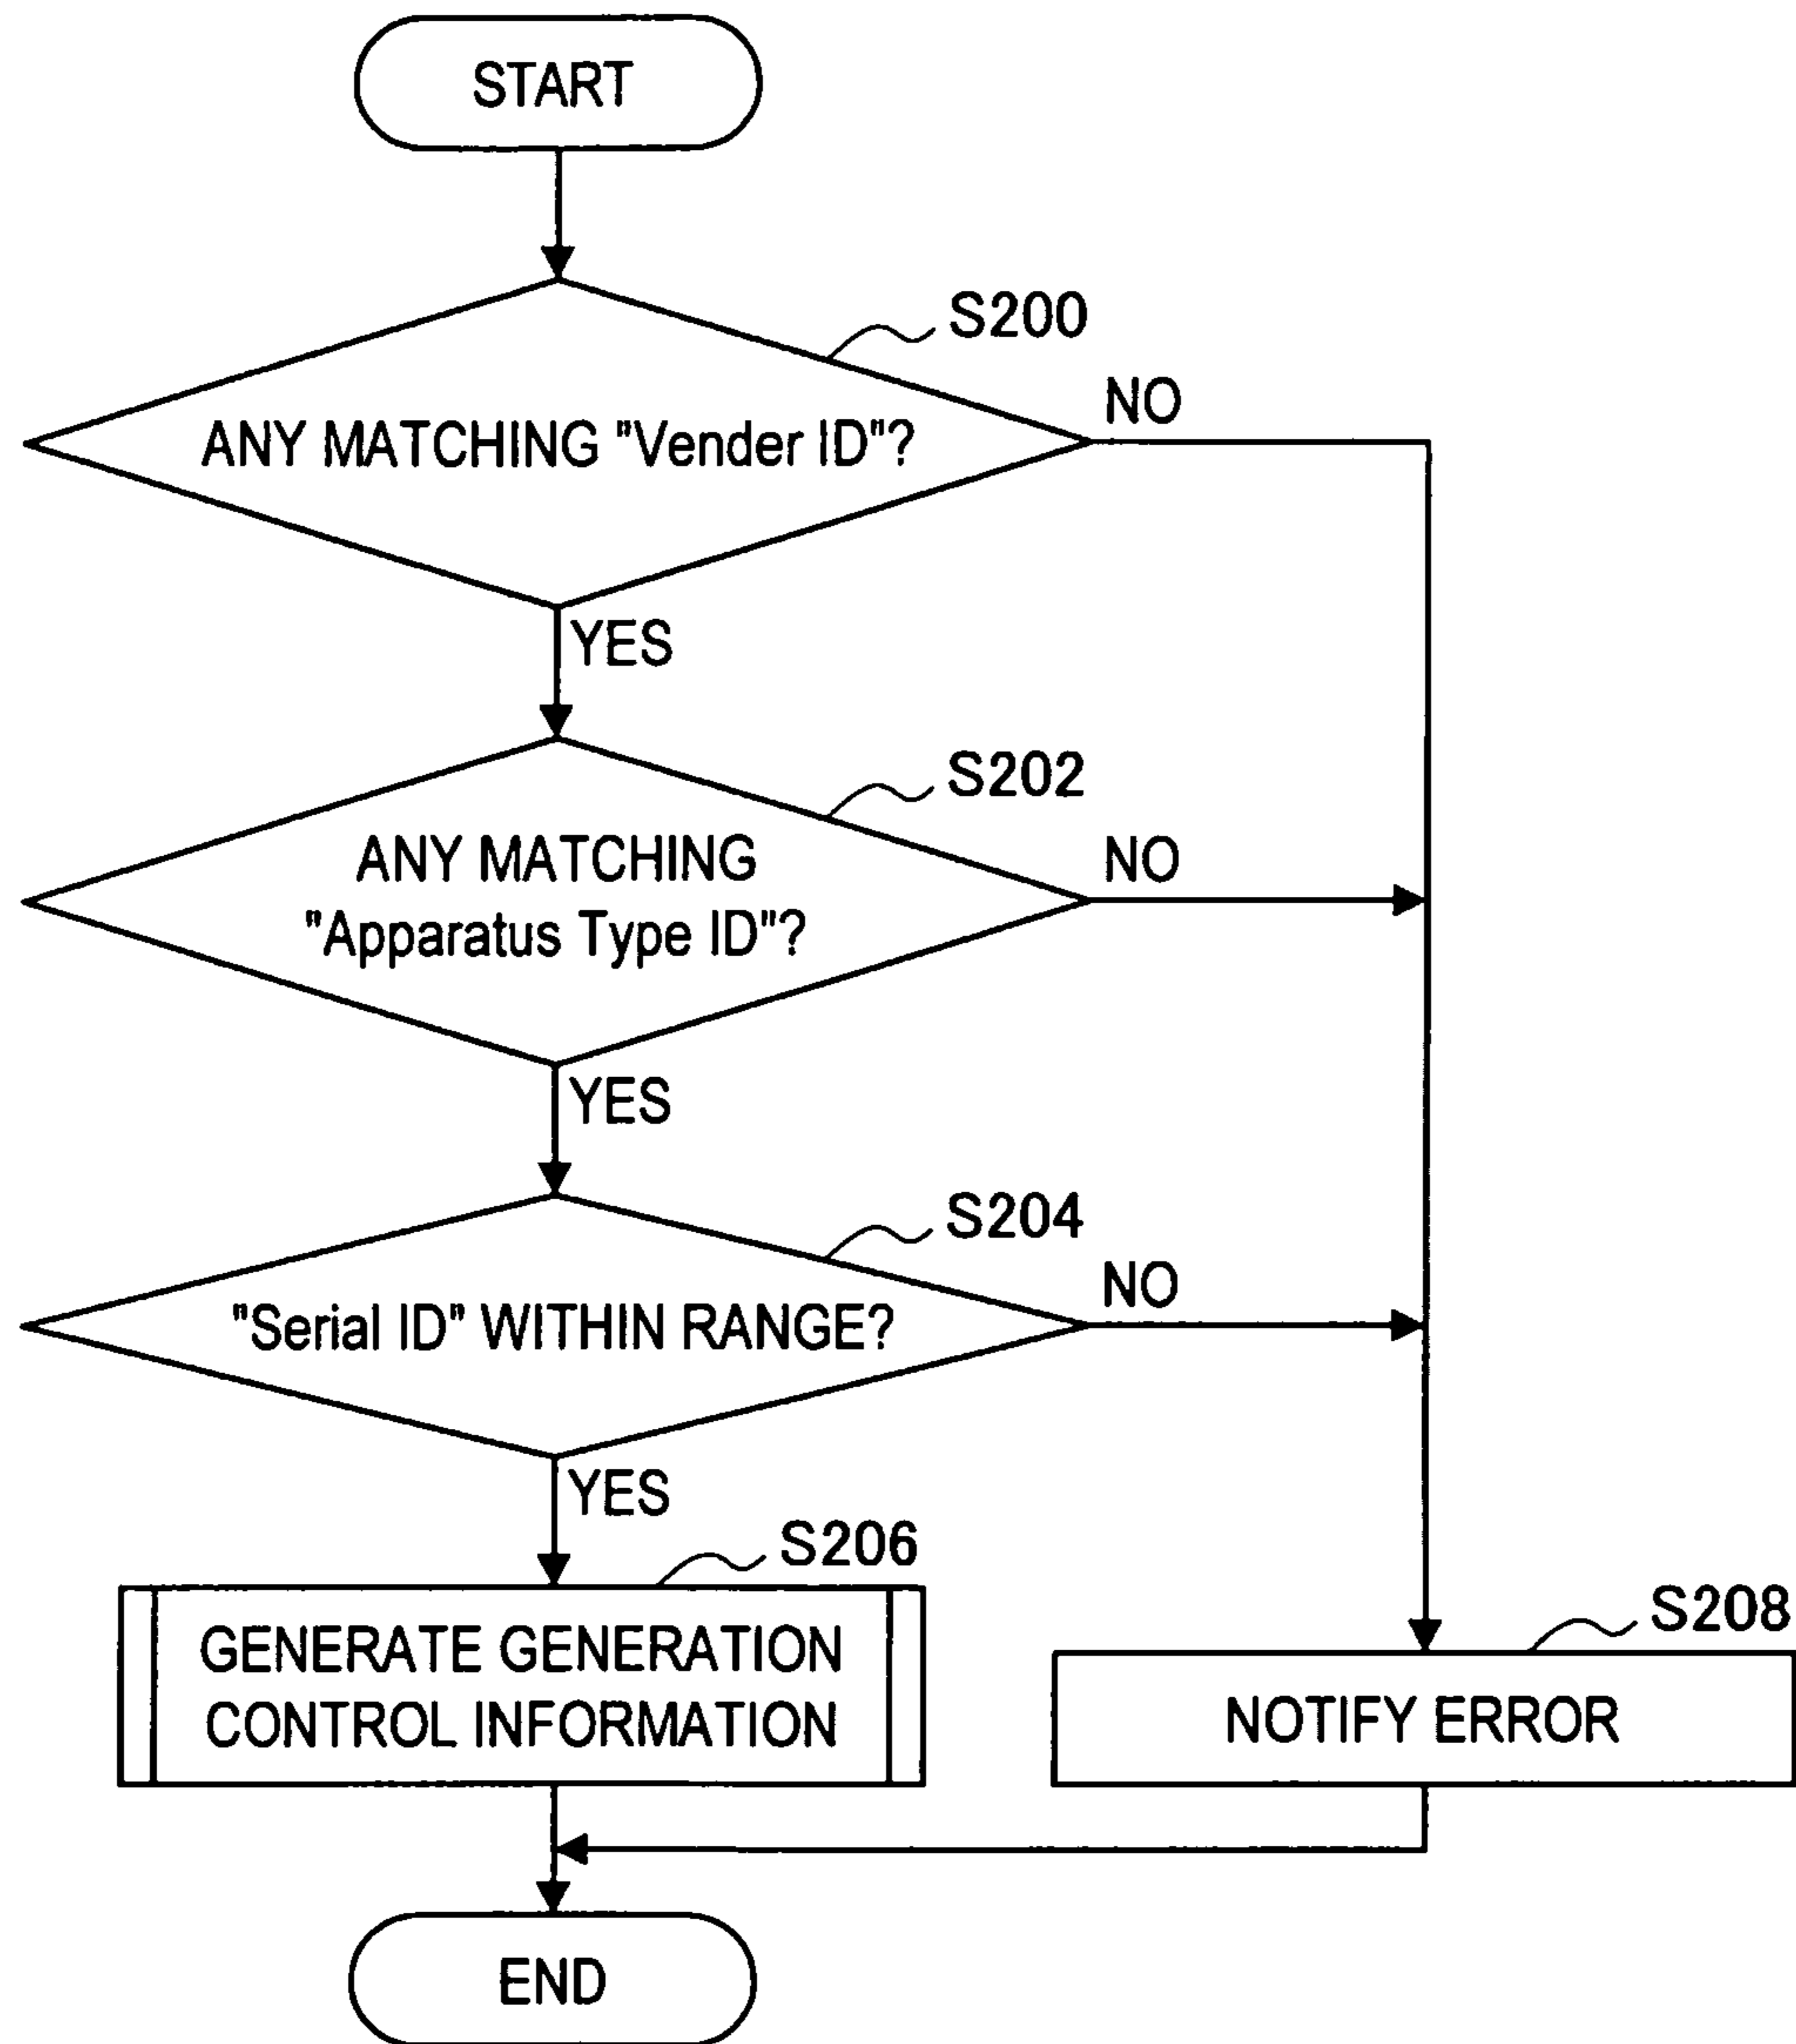 START
S200
NO
ANY MATCHING "Vender ID"?
YES
S202
ANY MATCHING
"Apparatus Type ID"?
NO
YES
S204
NO
"Serial ID" WITHIN RANGE?
YES
S206
GENERATE GENERATION
CONTROL INFORMATION
S208
NOTIFY ERROR
END